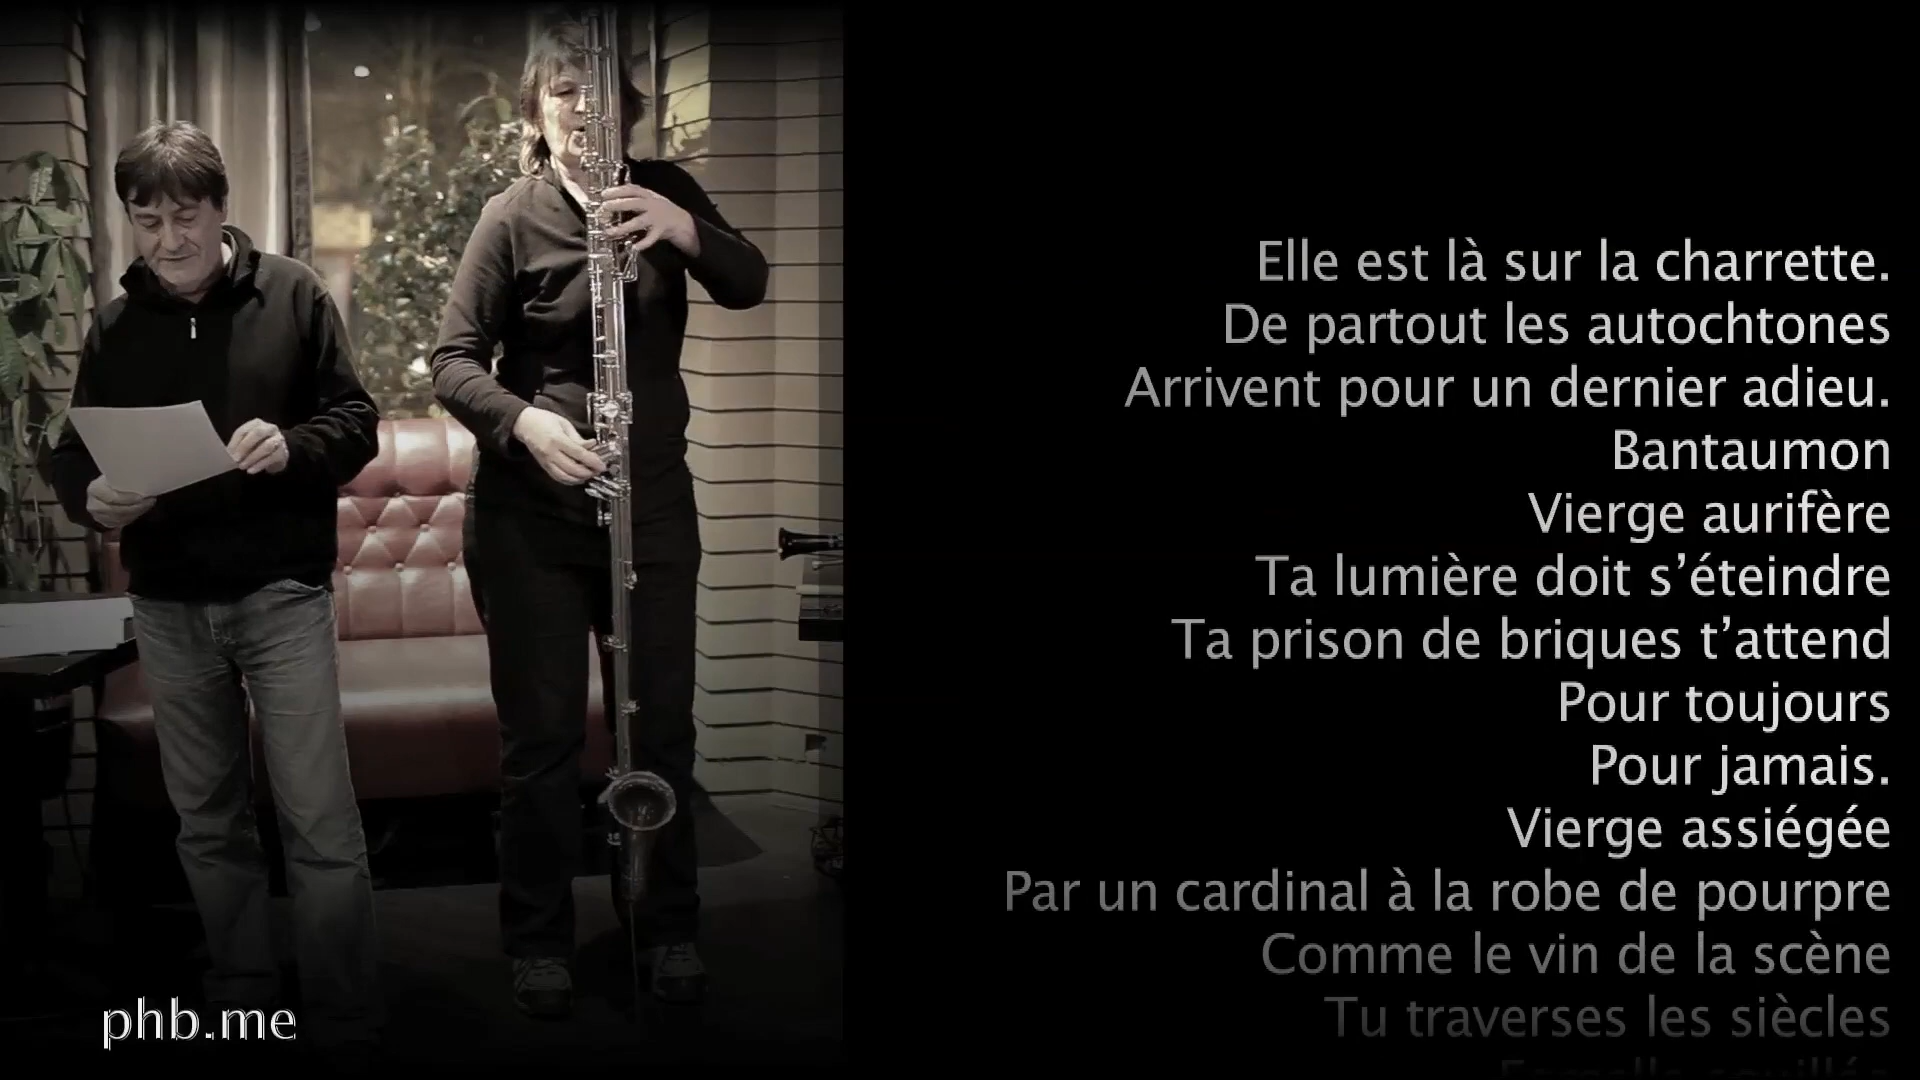 Elle est là sur la charrette.
De partout les autochtones
Arrivent pour un dernier adieu.
Bantaumon
Vierge aurifère
Ta lumière doit s’éteindre
Ta prison de briques t’attend
Pour toujours
Pour jamais.
Vierge assiégée
Par un cardinal à la robe de pourpre
Comme le vin de la scène
Tu traverses les siècles
phb.me